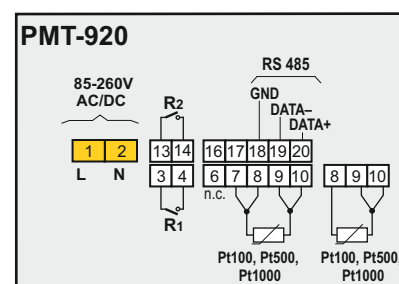 PMT-920
RS 485
85-260V
AC/DC
R2
GND
DATA–
DATA+
1 2 13 14 16 17 18 19 20
L N 3 4 6 7 8 9 10 8 9 10
n.c.
R1
Pt100, Pt500, Pt1000
Pt100, Pt500, Pt1000